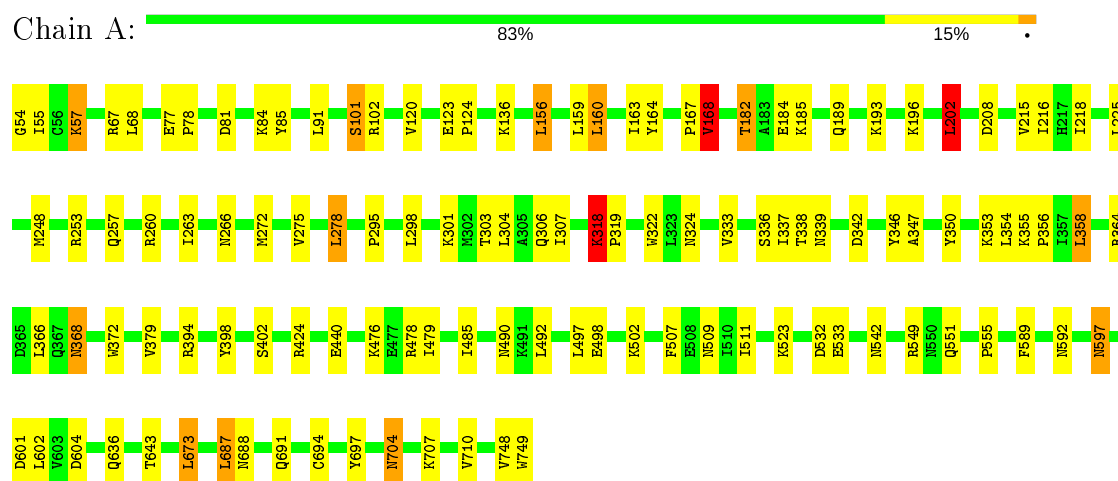 Chain A:
83% 15% •
G54 I55 C56 K57 R67 L68 E77 P78 D81 K84 Y85 L91 S101 R102 V120 E123 P124 K136 L156 L159 L160 I163 Y164 P167 V168 T182 A183 E184 K185 Q189 K193 K196 L202 D208 V215 I216 H217 I218
M248 R253 Q257 R260 I263 N266 M272 V275 L278 P295 L298 K301 M302 T303 L304 A305 Q306 I307 K318 P319 W322 L323 N324 V333 S336 I337 T338 N339 D342 Y346 A347 Y350 K353 L354 K355 P356 I357 L358
D365 L366 Q367 N368 W372 V379 R394 Y398 S402 R424 E440 K476 E477 R478 I479 I485 N490 K491 L492 L497 E498 K502 F507 E508 N509 I510 I511 K523 D532 E533 N542 R549 N550 Q551 P555 F589 N592 N597
D601 L602 V603 D604 Q636 T643 L673 L687 N688 Q691 C694 Y697 N704 K707 V710 V748 W749